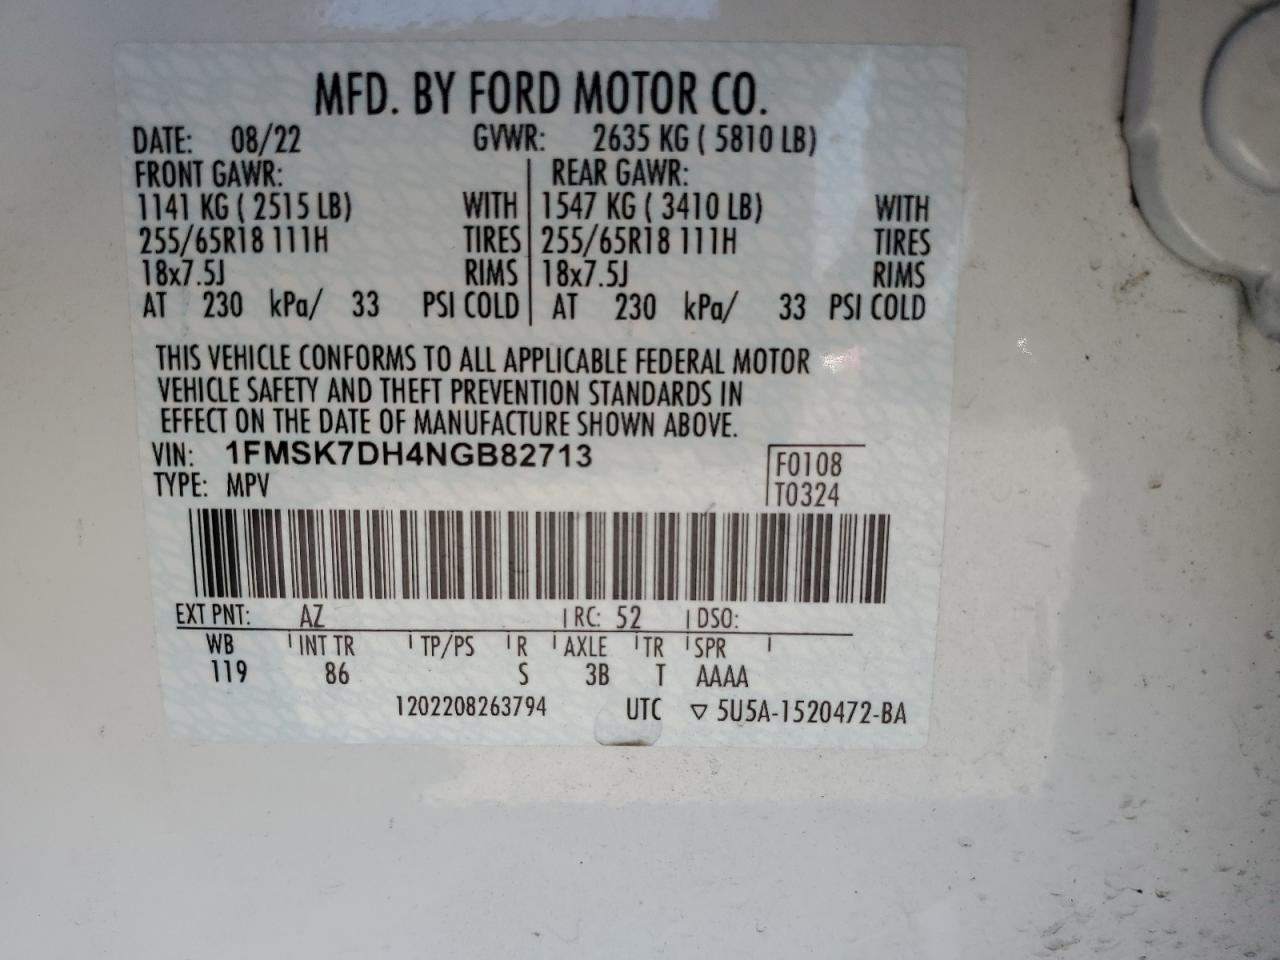 MFD. BY FORD MOTOR CO.
DATE: 08/22 GVWR: 2635 KG ( 5810 LB)
FRONT GAWR: REAR GAWR:
1141 KG ( 2515 LB) WITH 1547 KG ( 3410 LB) WITH
255/65R18 111H TIRES 255/65R18 111H TIRES
18x7.5J RIMS 18x7.5J RIMS
AT 230 kPa/ 33 PSI COLD AT 230 kPa/ 33 PSI COLD
THIS VEHICLE CONFORMS TO ALL APPLICABLE FEDERAL MOTOR
VEHICLE SAFETY AND THEFT PREVENTION STANDARDS IN
EFFECT ON THE DATE OF MANUFACTURE SHOWN ABOVE.
VIN: 1FMSK7DH4NGB82713 F0108
TYPE: MPV T0324
EXT PNT: AZ RC: 52 DSO:
WB INT TR TP/PS R AXLE TR SPR
119 86 S 3B T AAAA
1202208263794 UTC ▽ 5U5A-1520472-BA